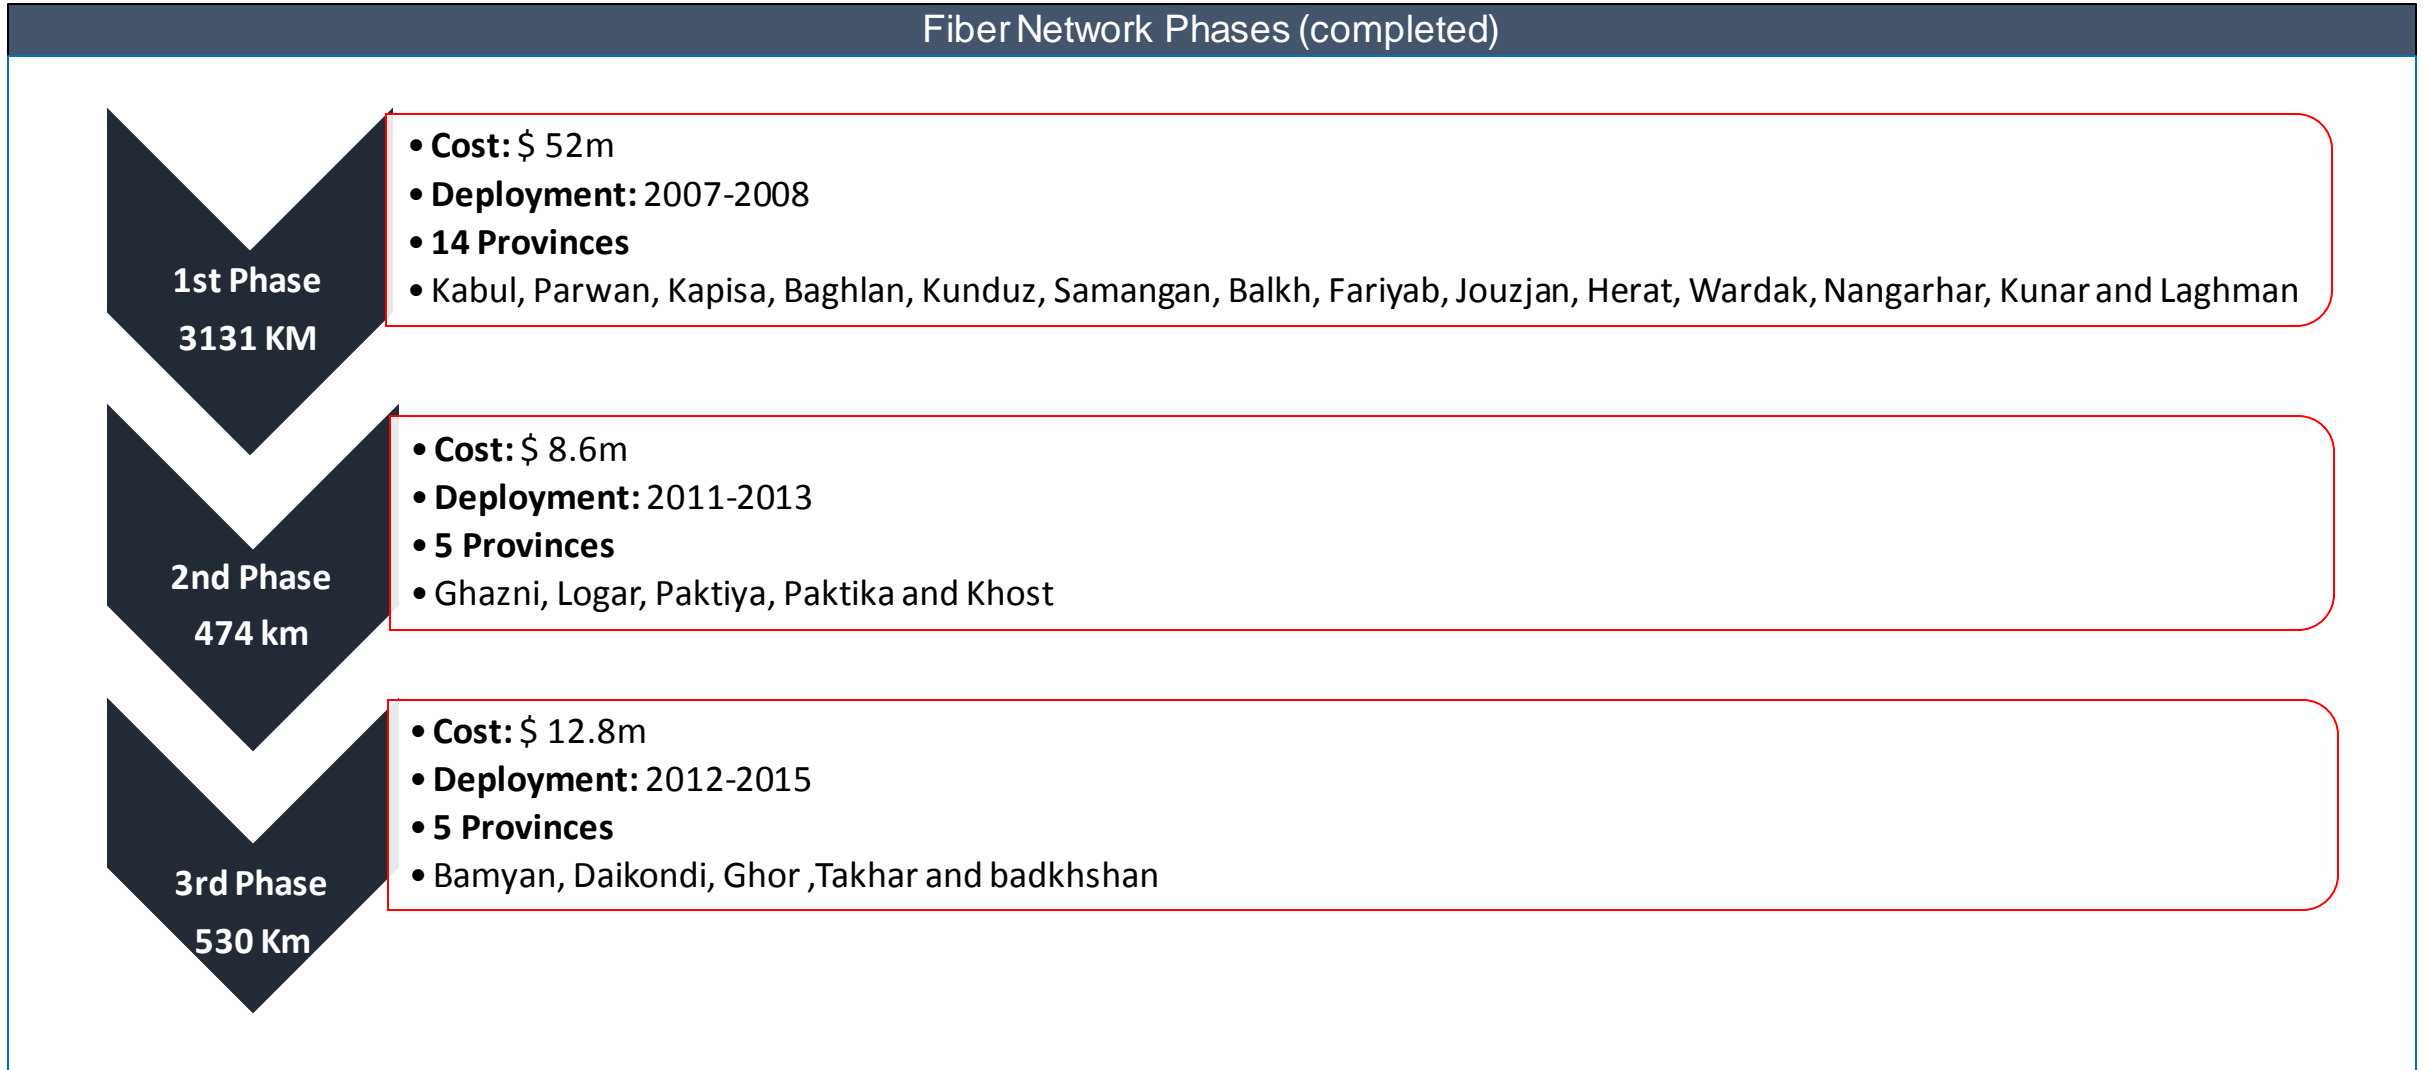 Fiber Network Phases (completed)
1st Phase
3131 KM
• Cost: $ 52m
• Deployment: 2007-2008
• 14 Provinces
• Kabul, Parwan, Kapisa, Baghlan, Kunduz, Samangan, Balkh, Fariyab, Jouzjan, Herat, Wardak, Nangarhar, Kunar and Laghman
2nd Phase
474 km
• Cost: $ 8.6m
• Deployment: 2011-2013
• 5 Provinces
• Ghazni, Logar, Paktiya, Paktika and Khost
3rd Phase
530 Km
• Cost: $ 12.8m
• Deployment: 2012-2015
• 5 Provinces
• Bamyan, Daikondi, Ghor ,Takhar and badkhshan